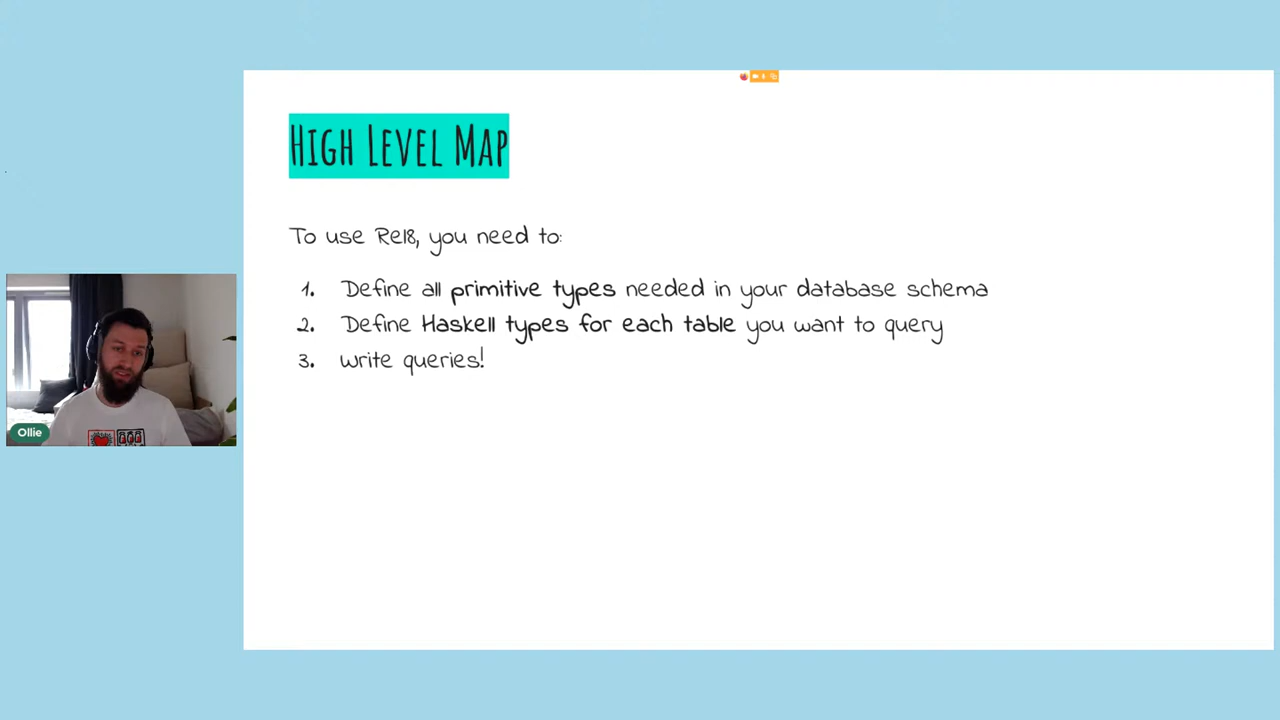 High Level Map
To use Rel8, you need to:
1. Define all primitive types needed in your database schema
2. Define Haskell types for each table you want to query
3. Write queries!
Ollie